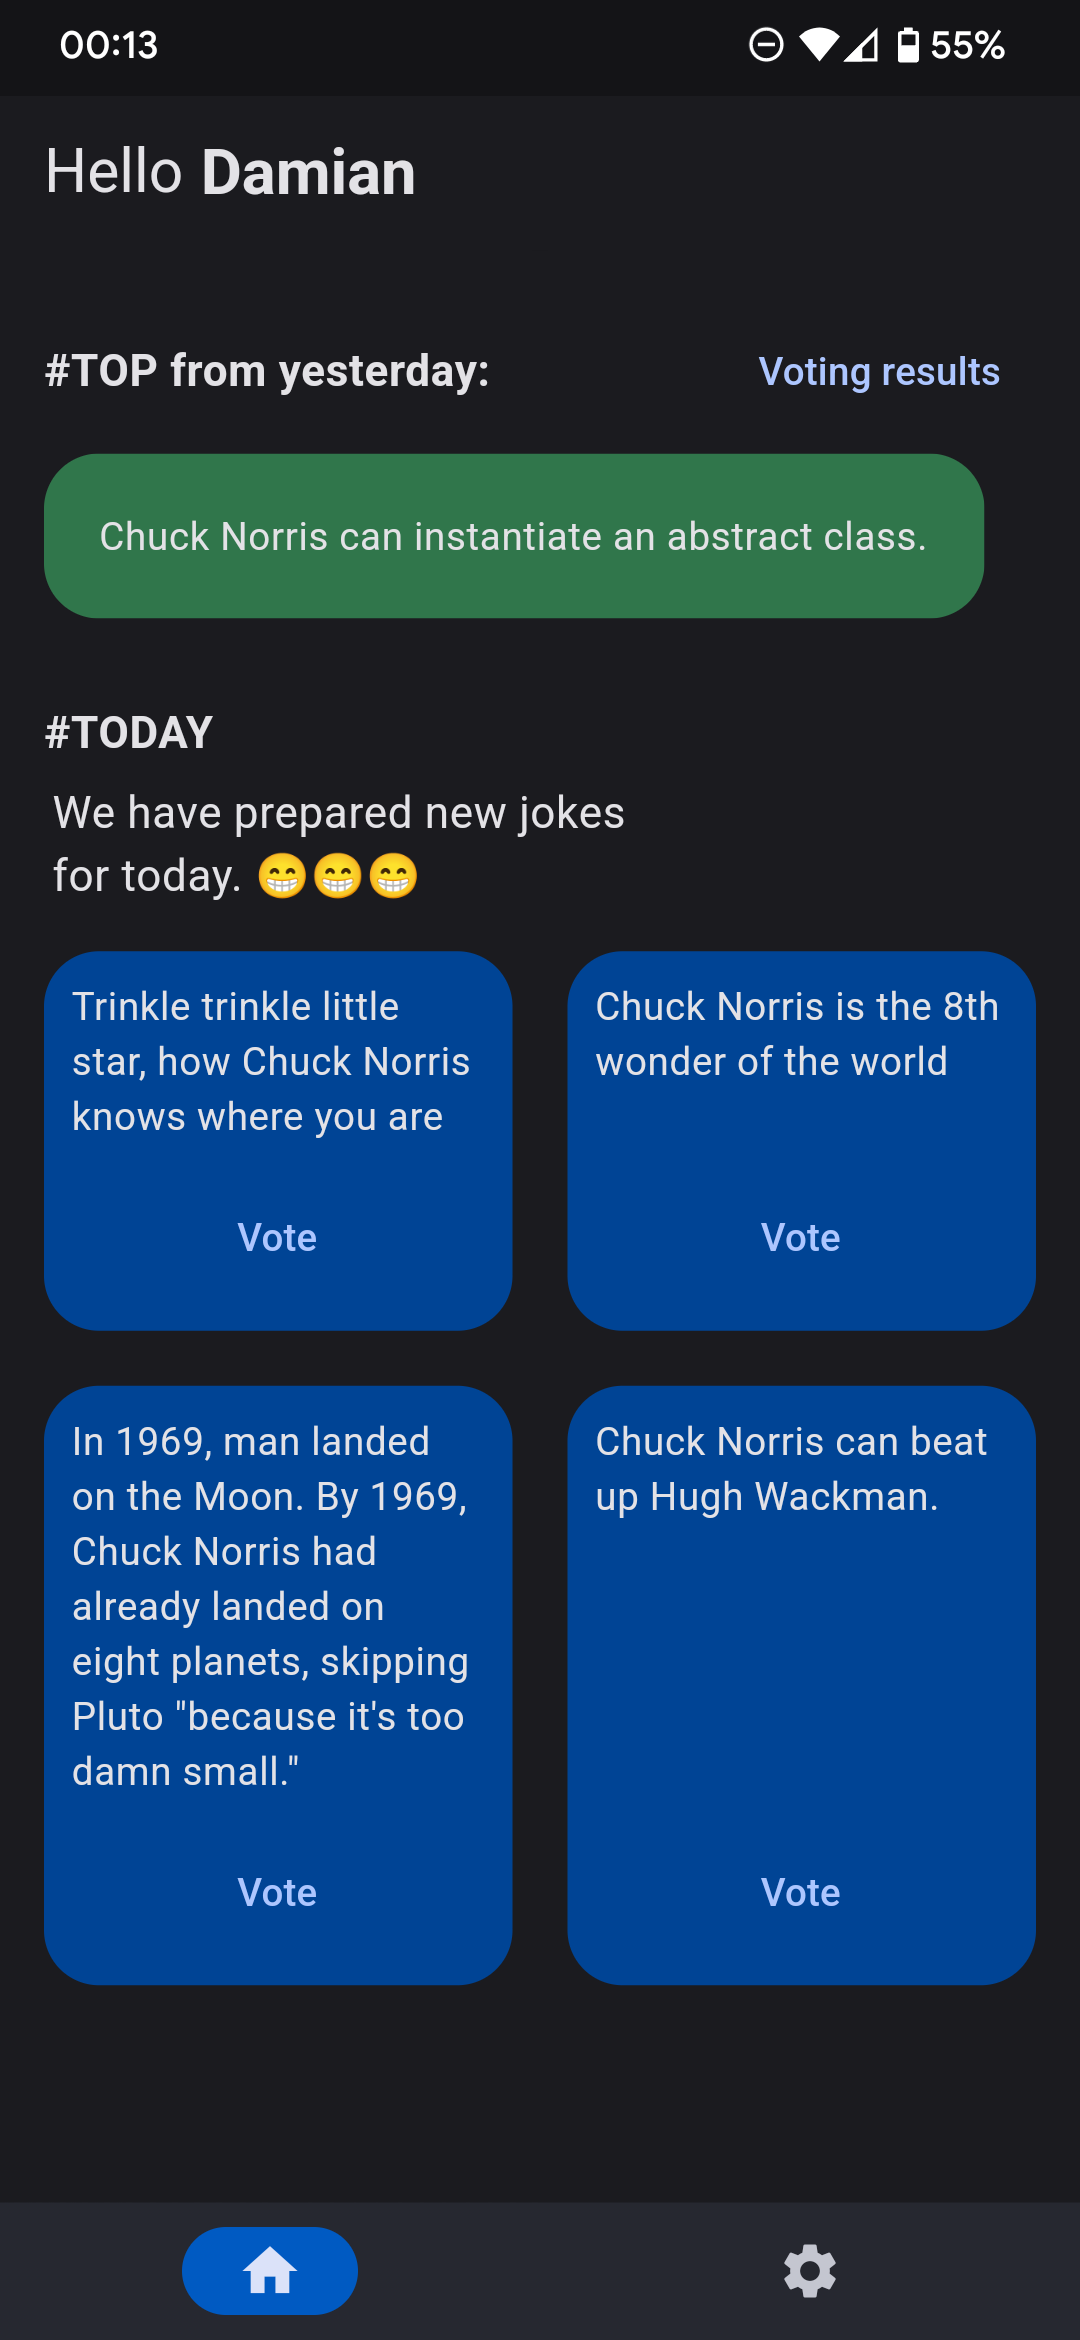 00:13 55%
Hello Damian
#TOP from yesterday: Voting results
Chuck Norris can instantiate an abstract class.
#TODAY
We have prepared new jokes
for today. 😁😁😁
Trinkle trinkle little
star, how Chuck Norris
knows where you are
Vote
Chuck Norris is the 8th
wonder of the world
Vote
In 1969, man landed
on the Moon. By 1969,
Chuck Norris had
already landed on
eight planets, skipping
Pluto "because it's too
damn small."
Vote
Chuck Norris can beat
up Hugh Wackman.
Vote